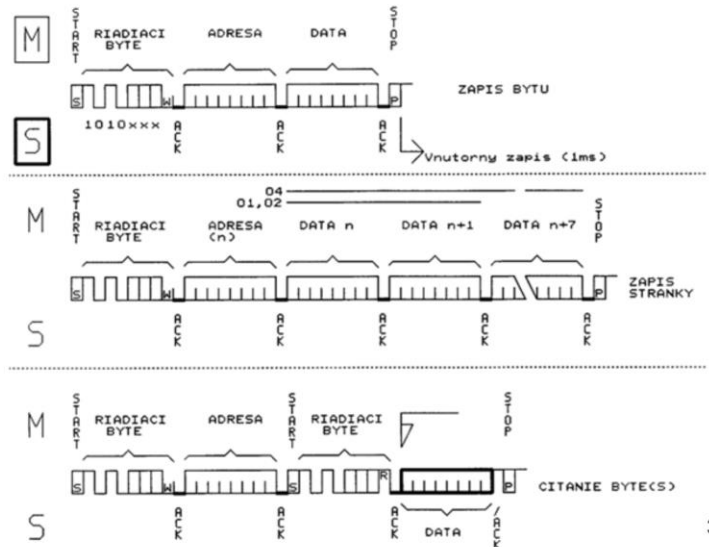 START
RIADIACI BYTE
ADRESA
DATA
STOP
M
S
W
P
ZAPIS BYTU
1010xxx
ACK
ACK
ACK
S
Vnutorny zapis (1ms)
04
01,02
START
M
RIADIACI BYTE
ADRESA (n)
DATA n
DATA n+1
DATA n+7
STOP
S
W
P
ZAPIS STRANKY
S
ACK
ACK
ACK
ACK
ACK
START
M
RIADIACI BYTE
ADRESA
START
RIADIACI BYTE
STOP
S
W
S
R
P
CITANIE BYTE(S)
S
ACK
ACK
ACK
DATA
/ACK